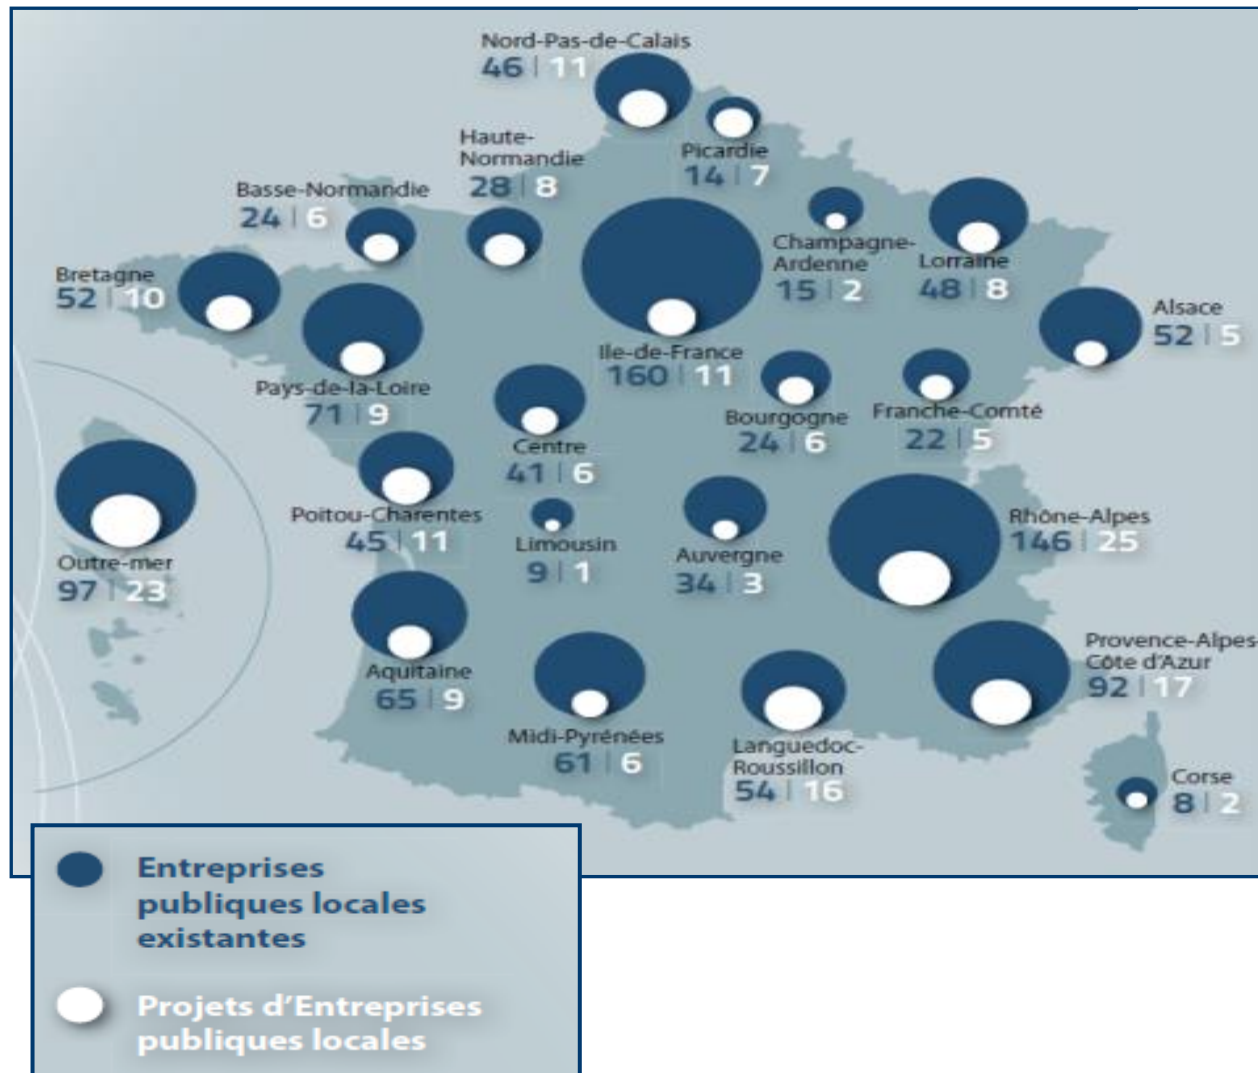 Nord-Pas-de-Calais
46 | 11
Picardie
14 | 7
Haute-
Normandie
28 | 8
Basse-Normandie
24 | 6
Champagne-
Ardenne
15 | 2
Lorraine
48 | 8
Bretagne
52 | 10
Alsace
52 | 5
Ile-de-France
160 | 11
Pays-de-la-Loire
71 | 9
Bourgogne
24 | 6
Franche-Comté
22 | 5
Centre
41 | 6
Poitou-Charentes
45 | 11
Limousin
9 | 1
Auvergne
34 | 3
Rhône-Alpes
146 | 25
Outre-mer
97 | 23
Aquitaine
65 | 9
Midi-Pyrénées
61 | 6
Languedoc-
Roussillon
54 | 16
Provence-Alpes-
Côte d'Azur
92 | 17
Corse
8 | 2
Entreprises
publiques locales
existantes
Projets d'Entreprises
publiques locales